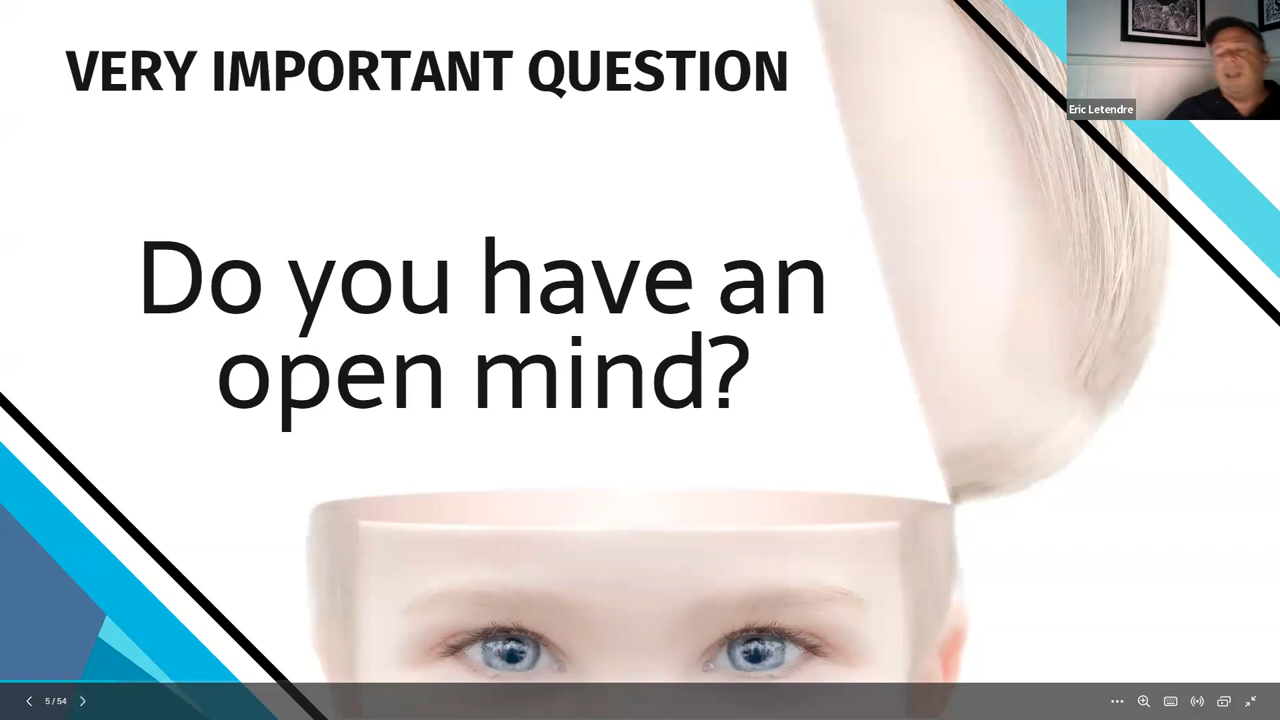 VERY IMPORTANT QUESTION
Eric Letendre
Do you have an
open mind?
5 / 54